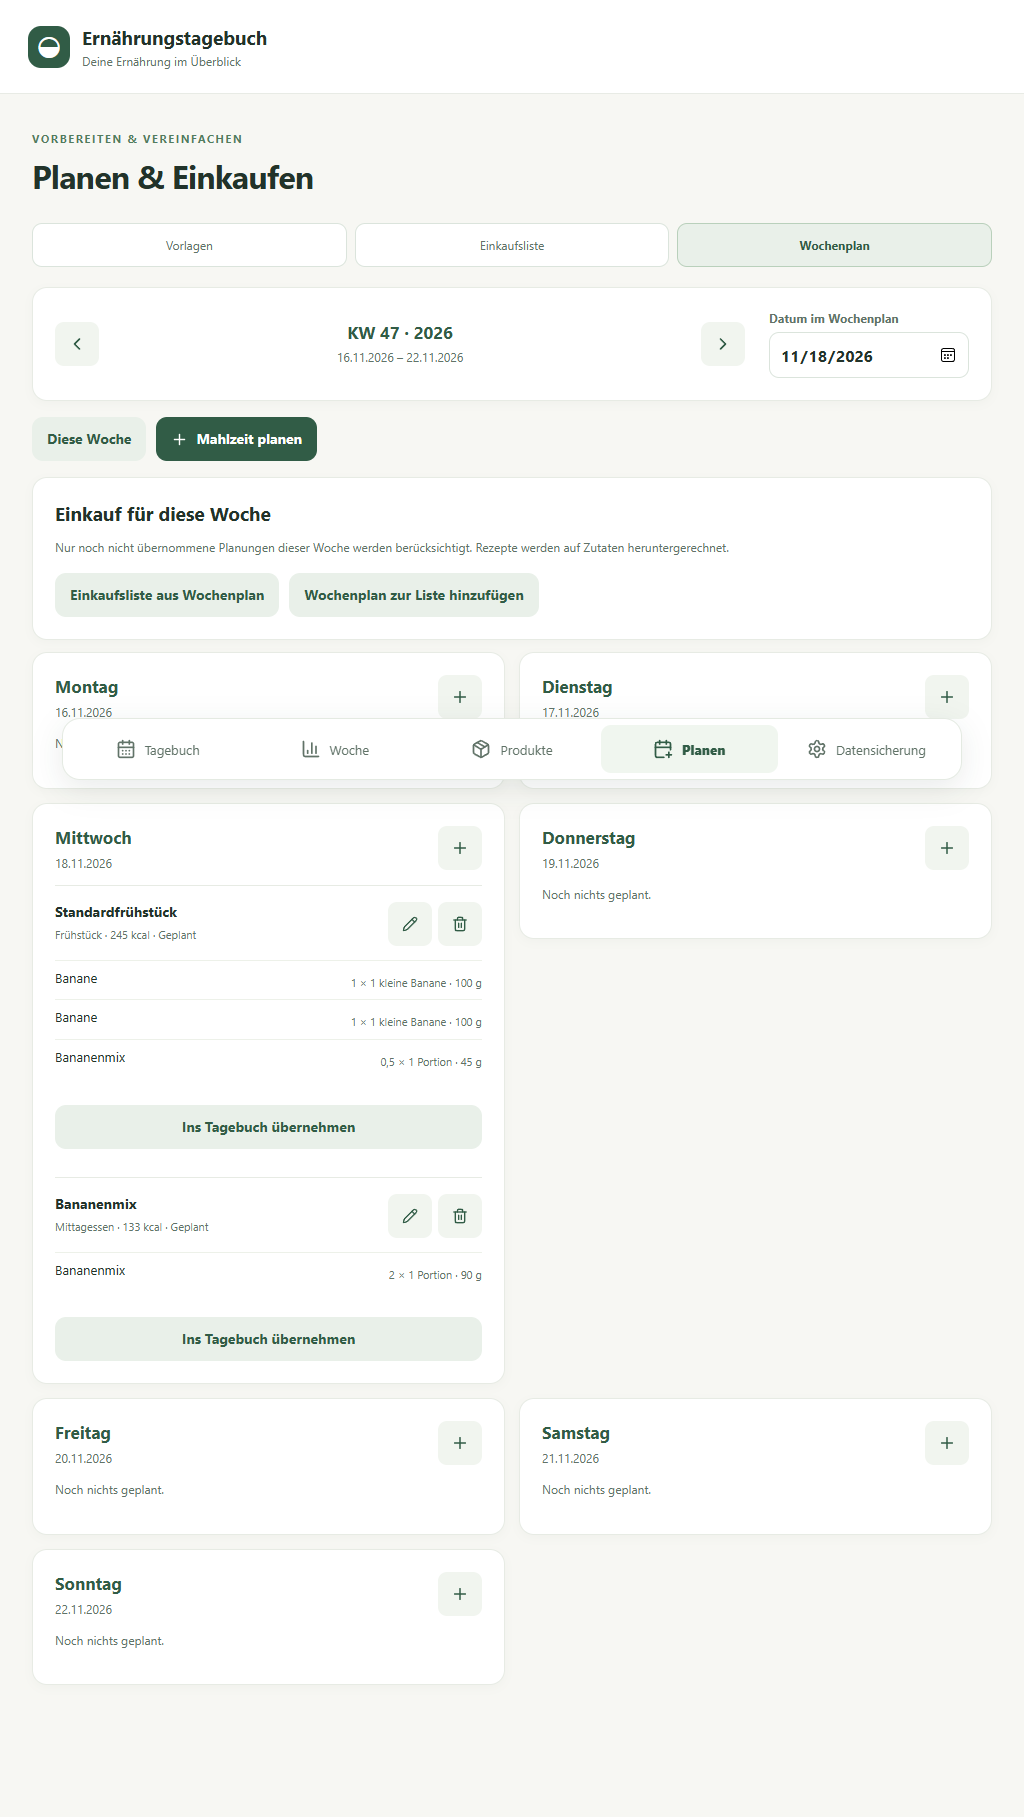 Ernährungstagebuch
Deine Ernährung im Überblick
VORBEREITEN & VEREINFACHEN
Planen & Einkaufen
Vorlagen
Einkaufsliste
Wochenplan
KW 47 · 2026
16.11.2026 – 22.11.2026
Datum im Wochenplan
11/18/2026
Diese Woche
Mahlzeit planen
Einkauf für diese Woche
Nur noch nicht übernommene Planungen dieser Woche werden berücksichtigt. Rezepte werden auf Zutaten heruntergerechnet.
Einkaufsliste aus Wochenplan
Wochenplan zur Liste hinzufügen
Montag
16.11.2026
Dienstag
17.11.2026
Tagebuch
Woche
Produkte
Planen
Datensicherung
Mittwoch
18.11.2026
Standardfrühstück
Frühstück · 245 kcal · Geplant
Banane
1 × 1 kleine Banane · 100 g
Banane
1 × 1 kleine Banane · 100 g
Bananenmix
0,5 × 1 Portion · 45 g
Ins Tagebuch übernehmen
Bananenmix
Mittagessen · 133 kcal · Geplant
Bananenmix
2 × 1 Portion · 90 g
Ins Tagebuch übernehmen
Donnerstag
19.11.2026
Noch nichts geplant.
Freitag
20.11.2026
Noch nichts geplant.
Samstag
21.11.2026
Noch nichts geplant.
Sonntag
22.11.2026
Noch nichts geplant.